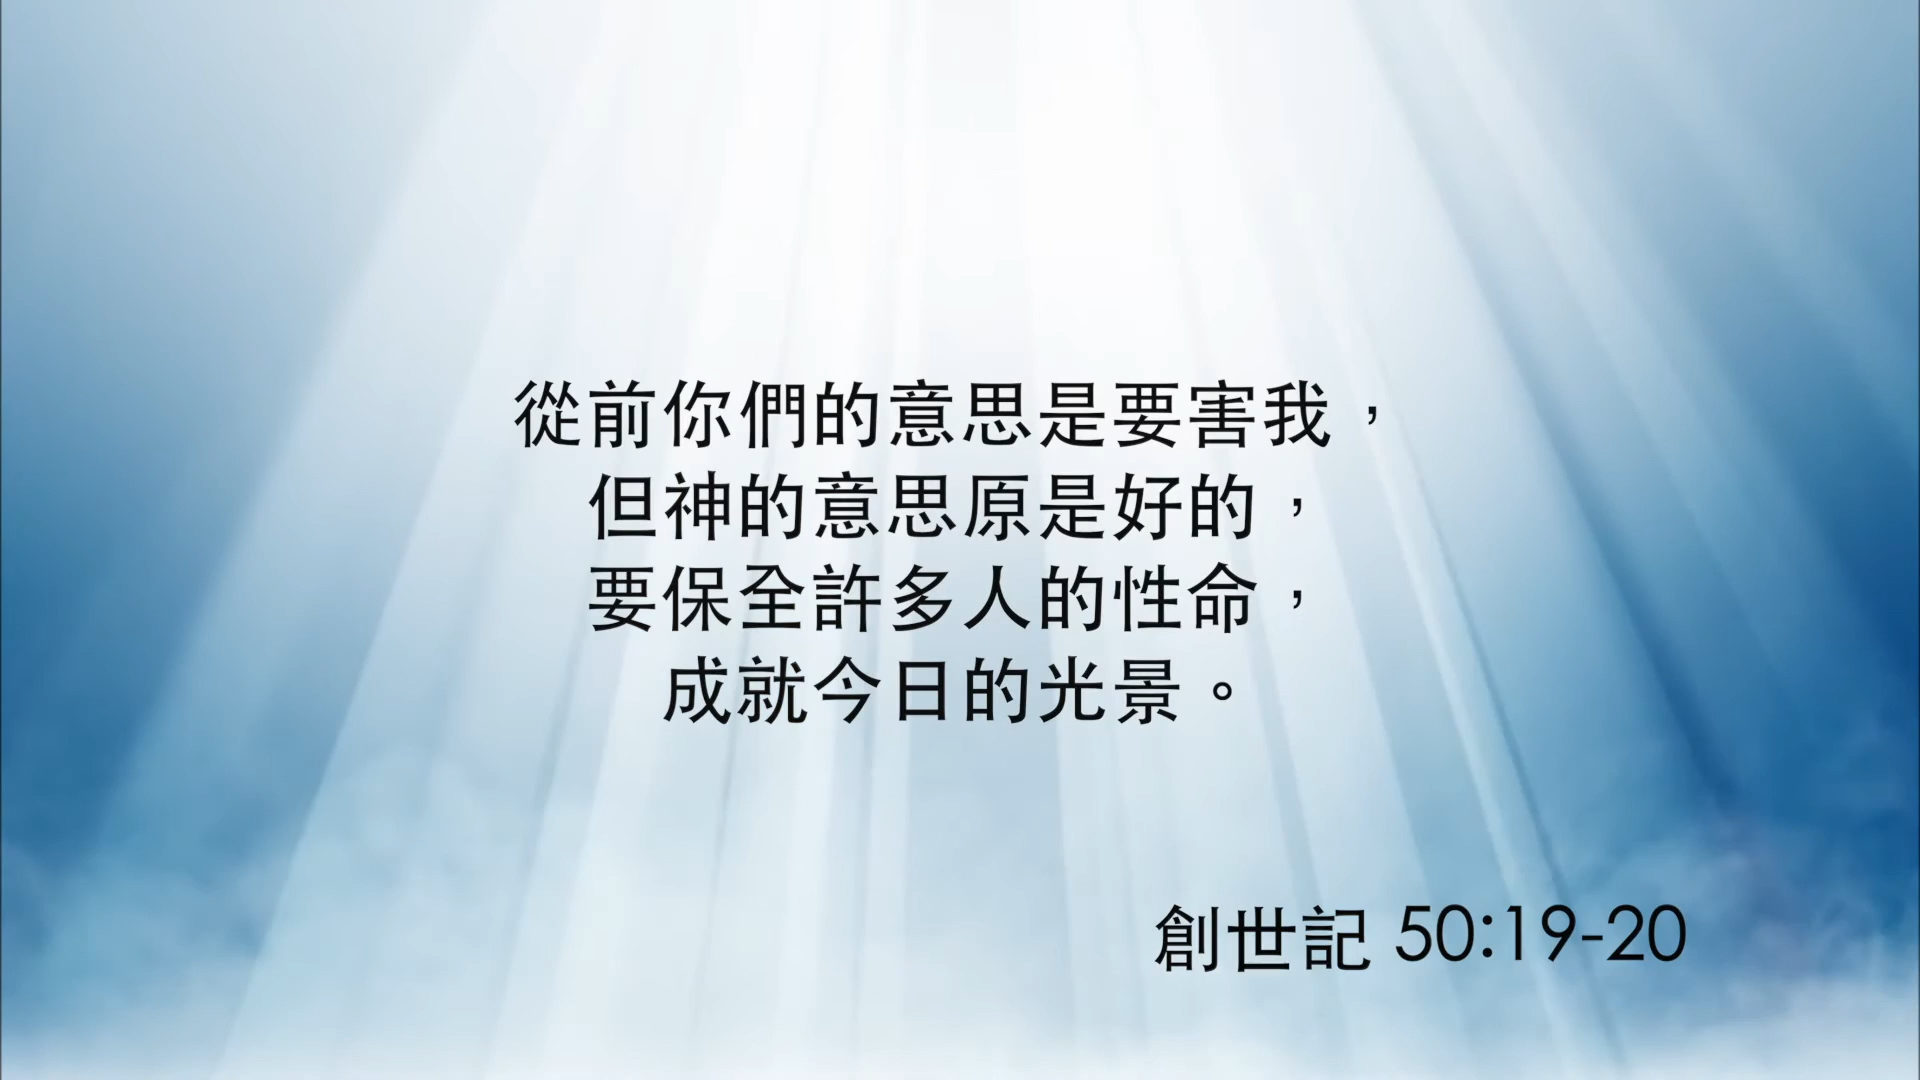 從前你們的意思是要害我，
但神的意思原是好的，
要保全許多人的性命，
成就今日的光景。
創世記 50:19-20